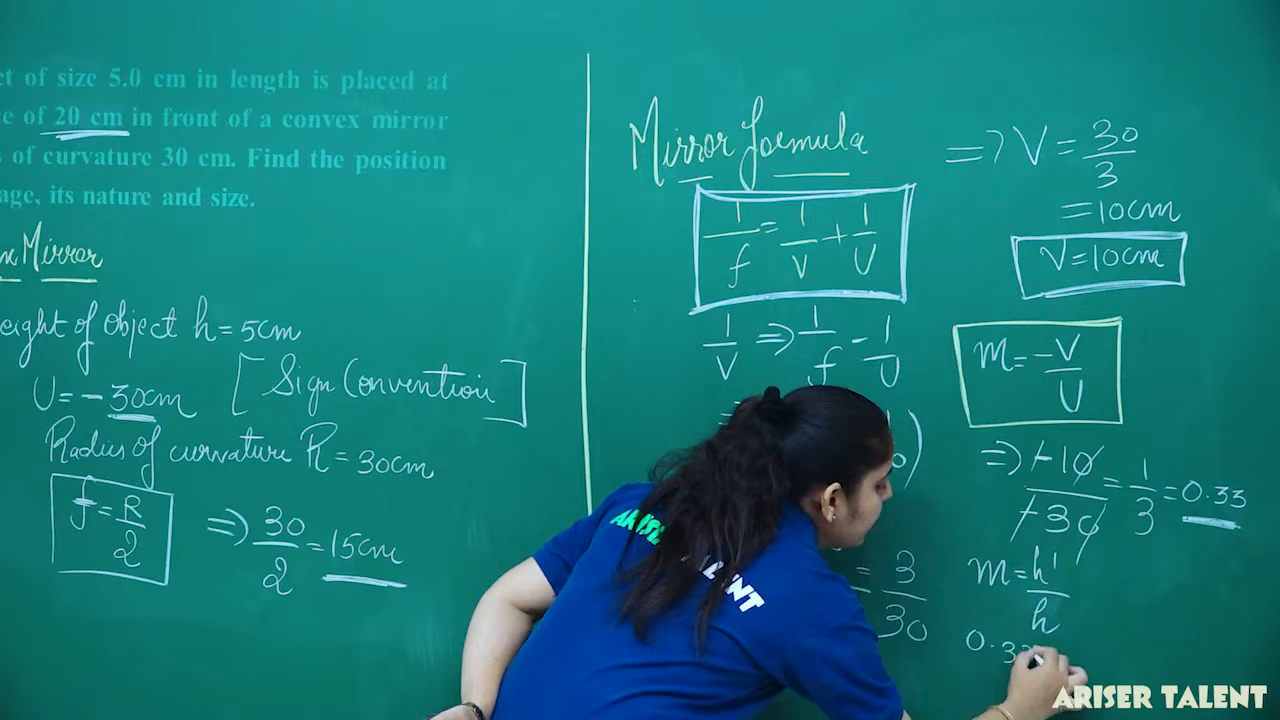 ct of size 5.0 cm in length is placed at
ce of 20 cm in front of a convex mirror
s of curvature 30 cm. Find the position
age, its nature and size.
Mirror
eight of object h = 5cm
U = - 30cm [Sign Convention]
Radius of curvature R = 30cm
f = R/2 => 30/2 = 15cm
Mirror formula
1/f = 1/V + 1/U
1/V => 1/f - 1/U
= 3/30
=> V = 30/3
= 10cm
V = 10cm
m = -V/U
=> -10/-30 = 1/3 = 0.33
m = h'/h
0.33
ARISER TALENT